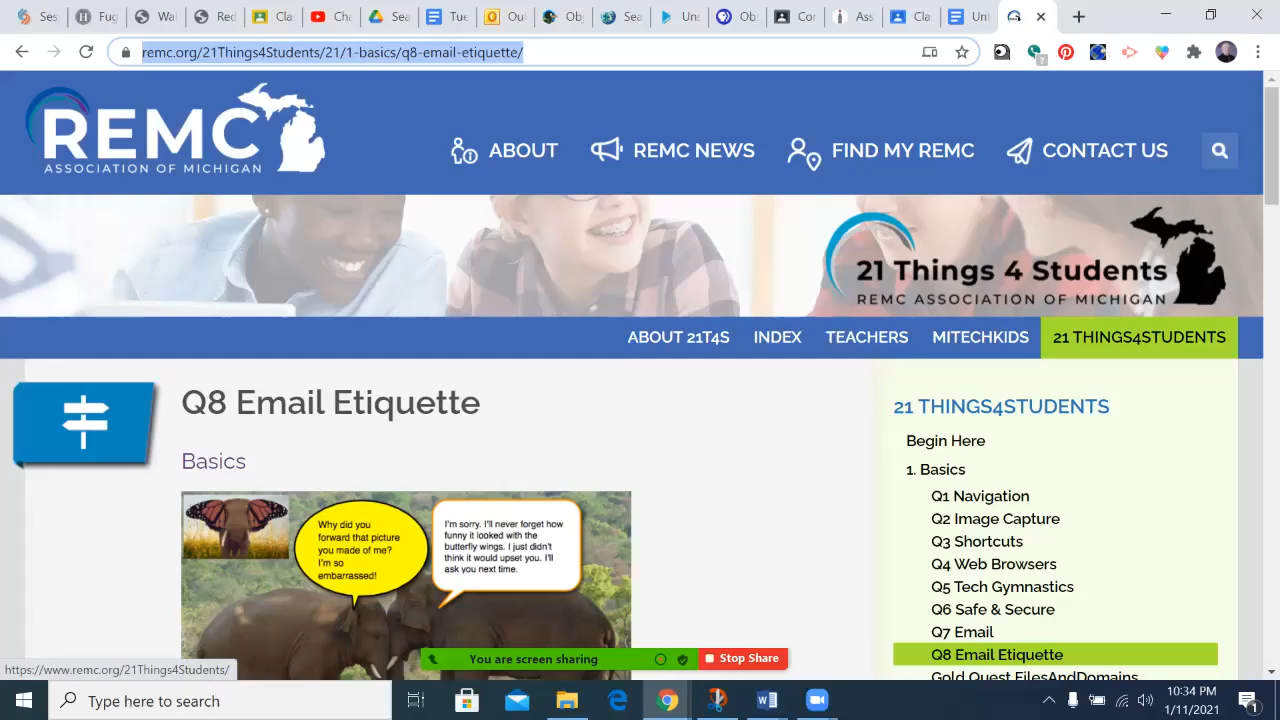 Ses
Fug
Wi
Wi
Rec
Cla
Ch
Sea
Tue
Ou
Obj
Sea
Un
Ob
Cor
Ass
Cla
Unt
remc.org/21Things4Students/21/1-basics/q8-email-etiquette/
REMC
ASSOCIATION OF MICHIGAN
ABOUT
REMC NEWS
FIND MY REMC
CONTACT US
21 Things 4 Students
REMC ASSOCIATION OF MICHIGAN
ABOUT 21T4S
INDEX
TEACHERS
MITECHKIDS
21 THINGS4STUDENTS
Q8 Email Etiquette
Basics
Why did you
forward that picture
you made of me?
I'm so
embarrassed!
I'm sorry. I'll never forget how
funny it looked with the
butterfly wings. I just didn't
think it would upset you. I'll
ask you next time.
21 THINGS4STUDENTS
Begin Here
1. Basics
Q1 Navigation
Q2 Image Capture
Q3 Shortcuts
Q4 Web Browsers
Q5 Tech Gymnastics
Q6 Safe & Secure
Q7 Email
Q8 Email Etiquette
Gold Quest FilesAndDomains
You are screen sharing
Stop Share
https://www.remc.org/21Things4Students/
Type here to search
10:34 PM
1/11/2021